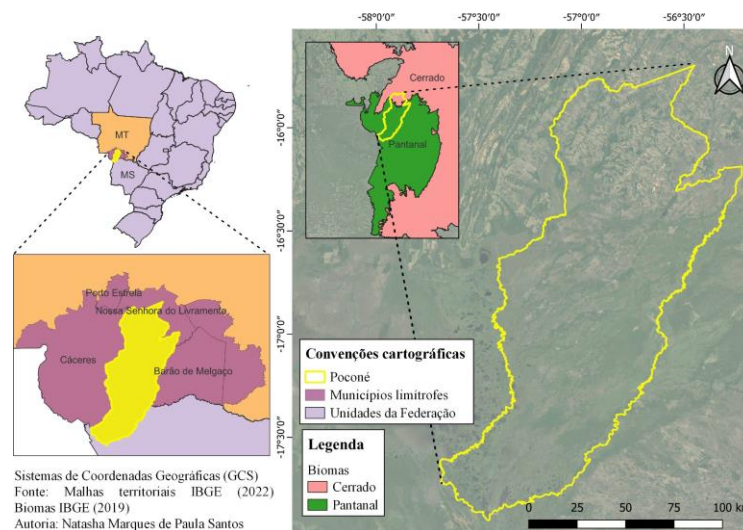 MT
MS
Porto Estrela
Nossa Senhora do Livramento
Cáceres
Barão de Melgaço
Sistemas de Coordenadas Geográficas (GCS)
Fonte: Malhas territoriais IBGE (2022)
Biomas IBGE (2019)
Autoria: Natasha Marques de Paula Santos
-58°0'0" -57°30'0" -57°0'0" -56°30'0"
-16°0'0"
-16°30'0"
-17°0'0"
-17°30'0"
Cerrado
Pantanal
N
Convenções cartográficas
Poconé
Municípios limítrofes
Unidades da Federação
Legenda
Biomas
Cerrado
Pantanal
0 25 50 75 100 km